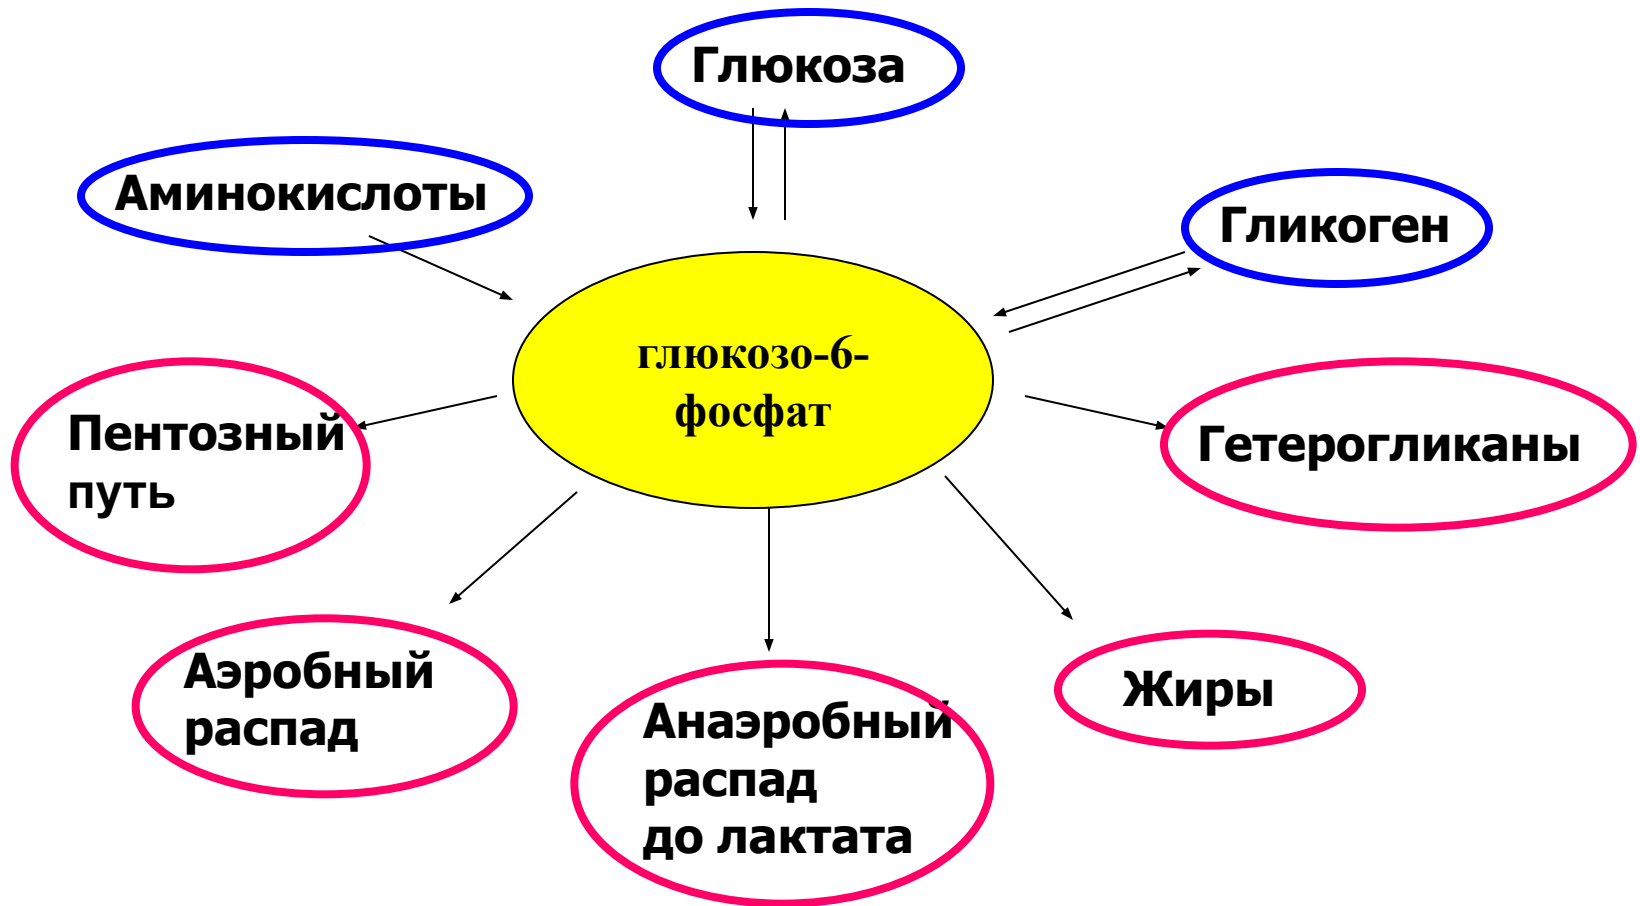 Глюкоза
Аминокислоты
Гликоген
глюкозо-6-
фосфат
Пентозный
путь
Гетерогликаны
Аэробный
распад
Анаэробный
распад
до лактата
Жиры